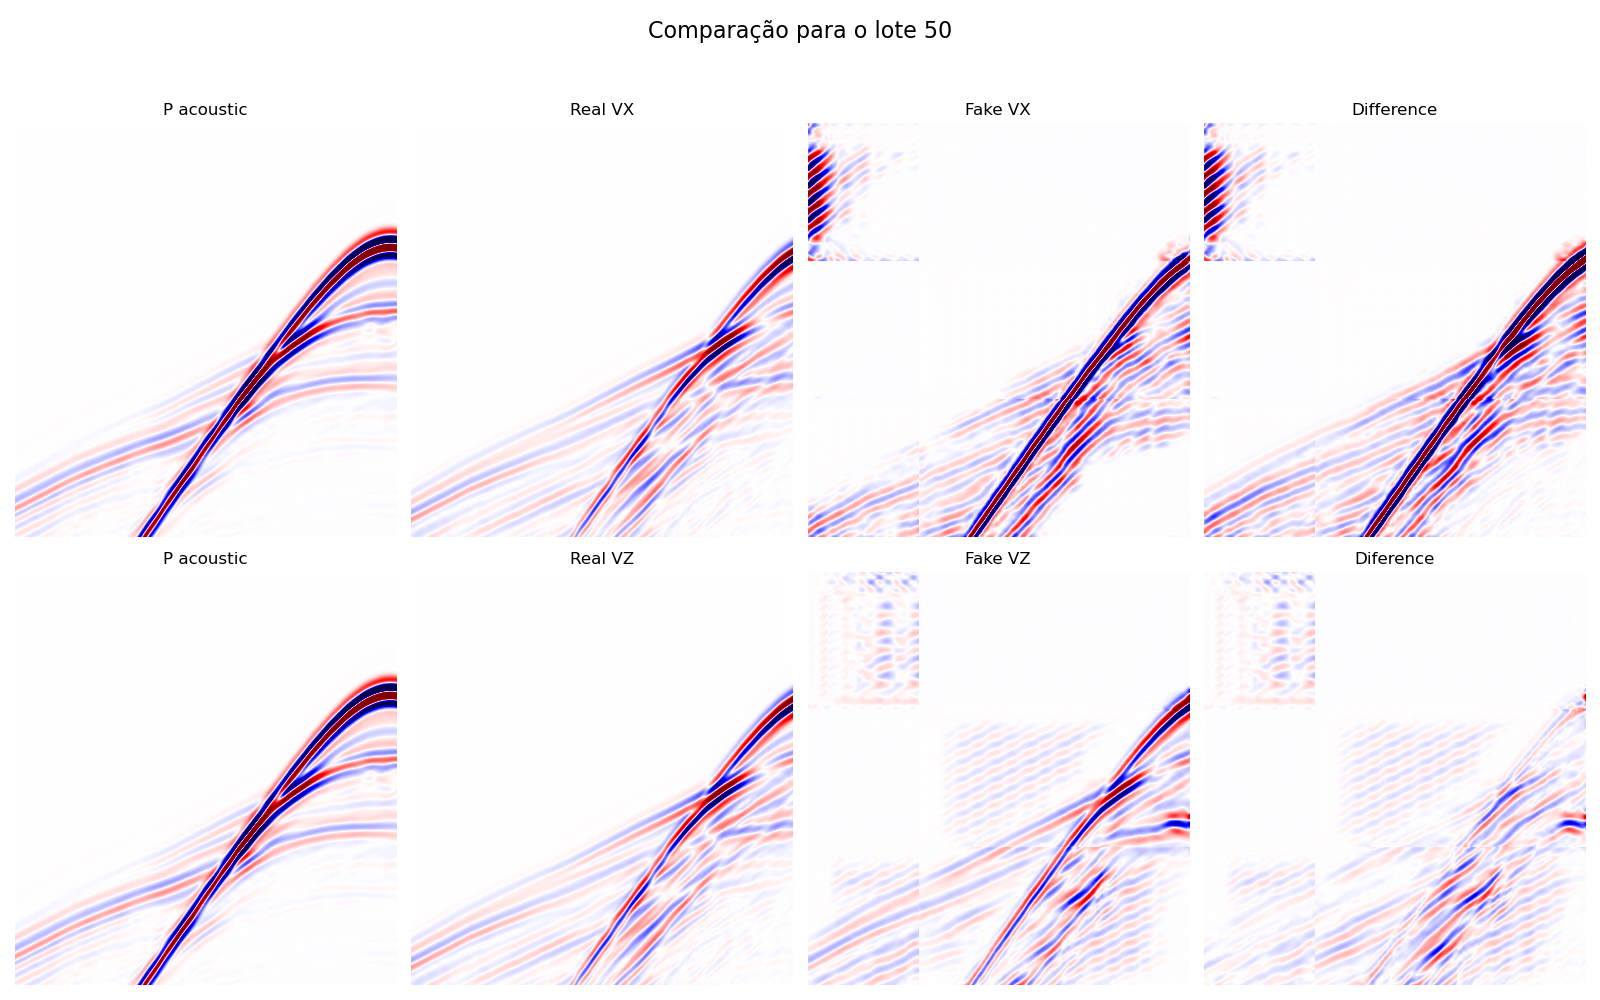 Comparação para o lote 50
P acoustic
Real VX
Fake VX
Difference
P acoustic
Real VZ
Fake VZ
Diference